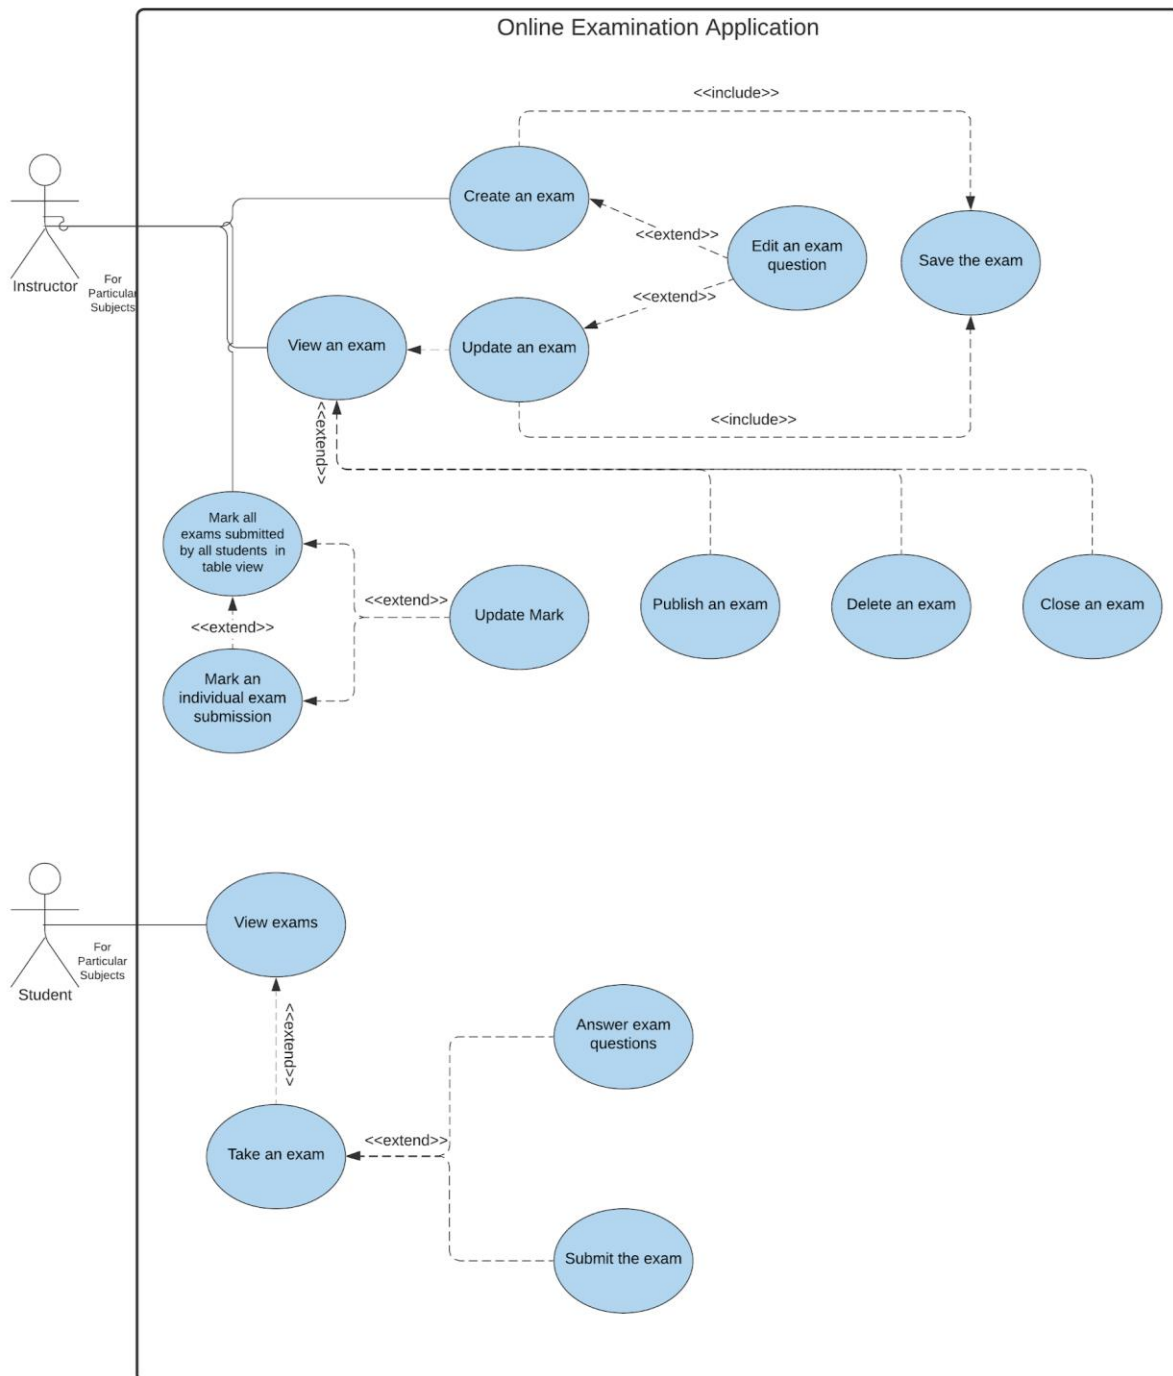 Online Examination Application
<<include>>
Create an exam
<<extend>>
Edit an exam
question
Save the exam
Instructor
For
Particular
Subjects
<<extend>>
View an exam
Update an exam
<<extend>>
<<include>>
Mark all
exams submitted
by all students in
table view
<<extend>>
Update Mark
Publish an exam
Delete an exam
Close an exam
<<extend>>
Mark an
individual exam
submission
View exams
For
Particular
Subjects
Student
<<extend>>
Answer exam
questions
Take an exam
<<extend>>
Submit the exam